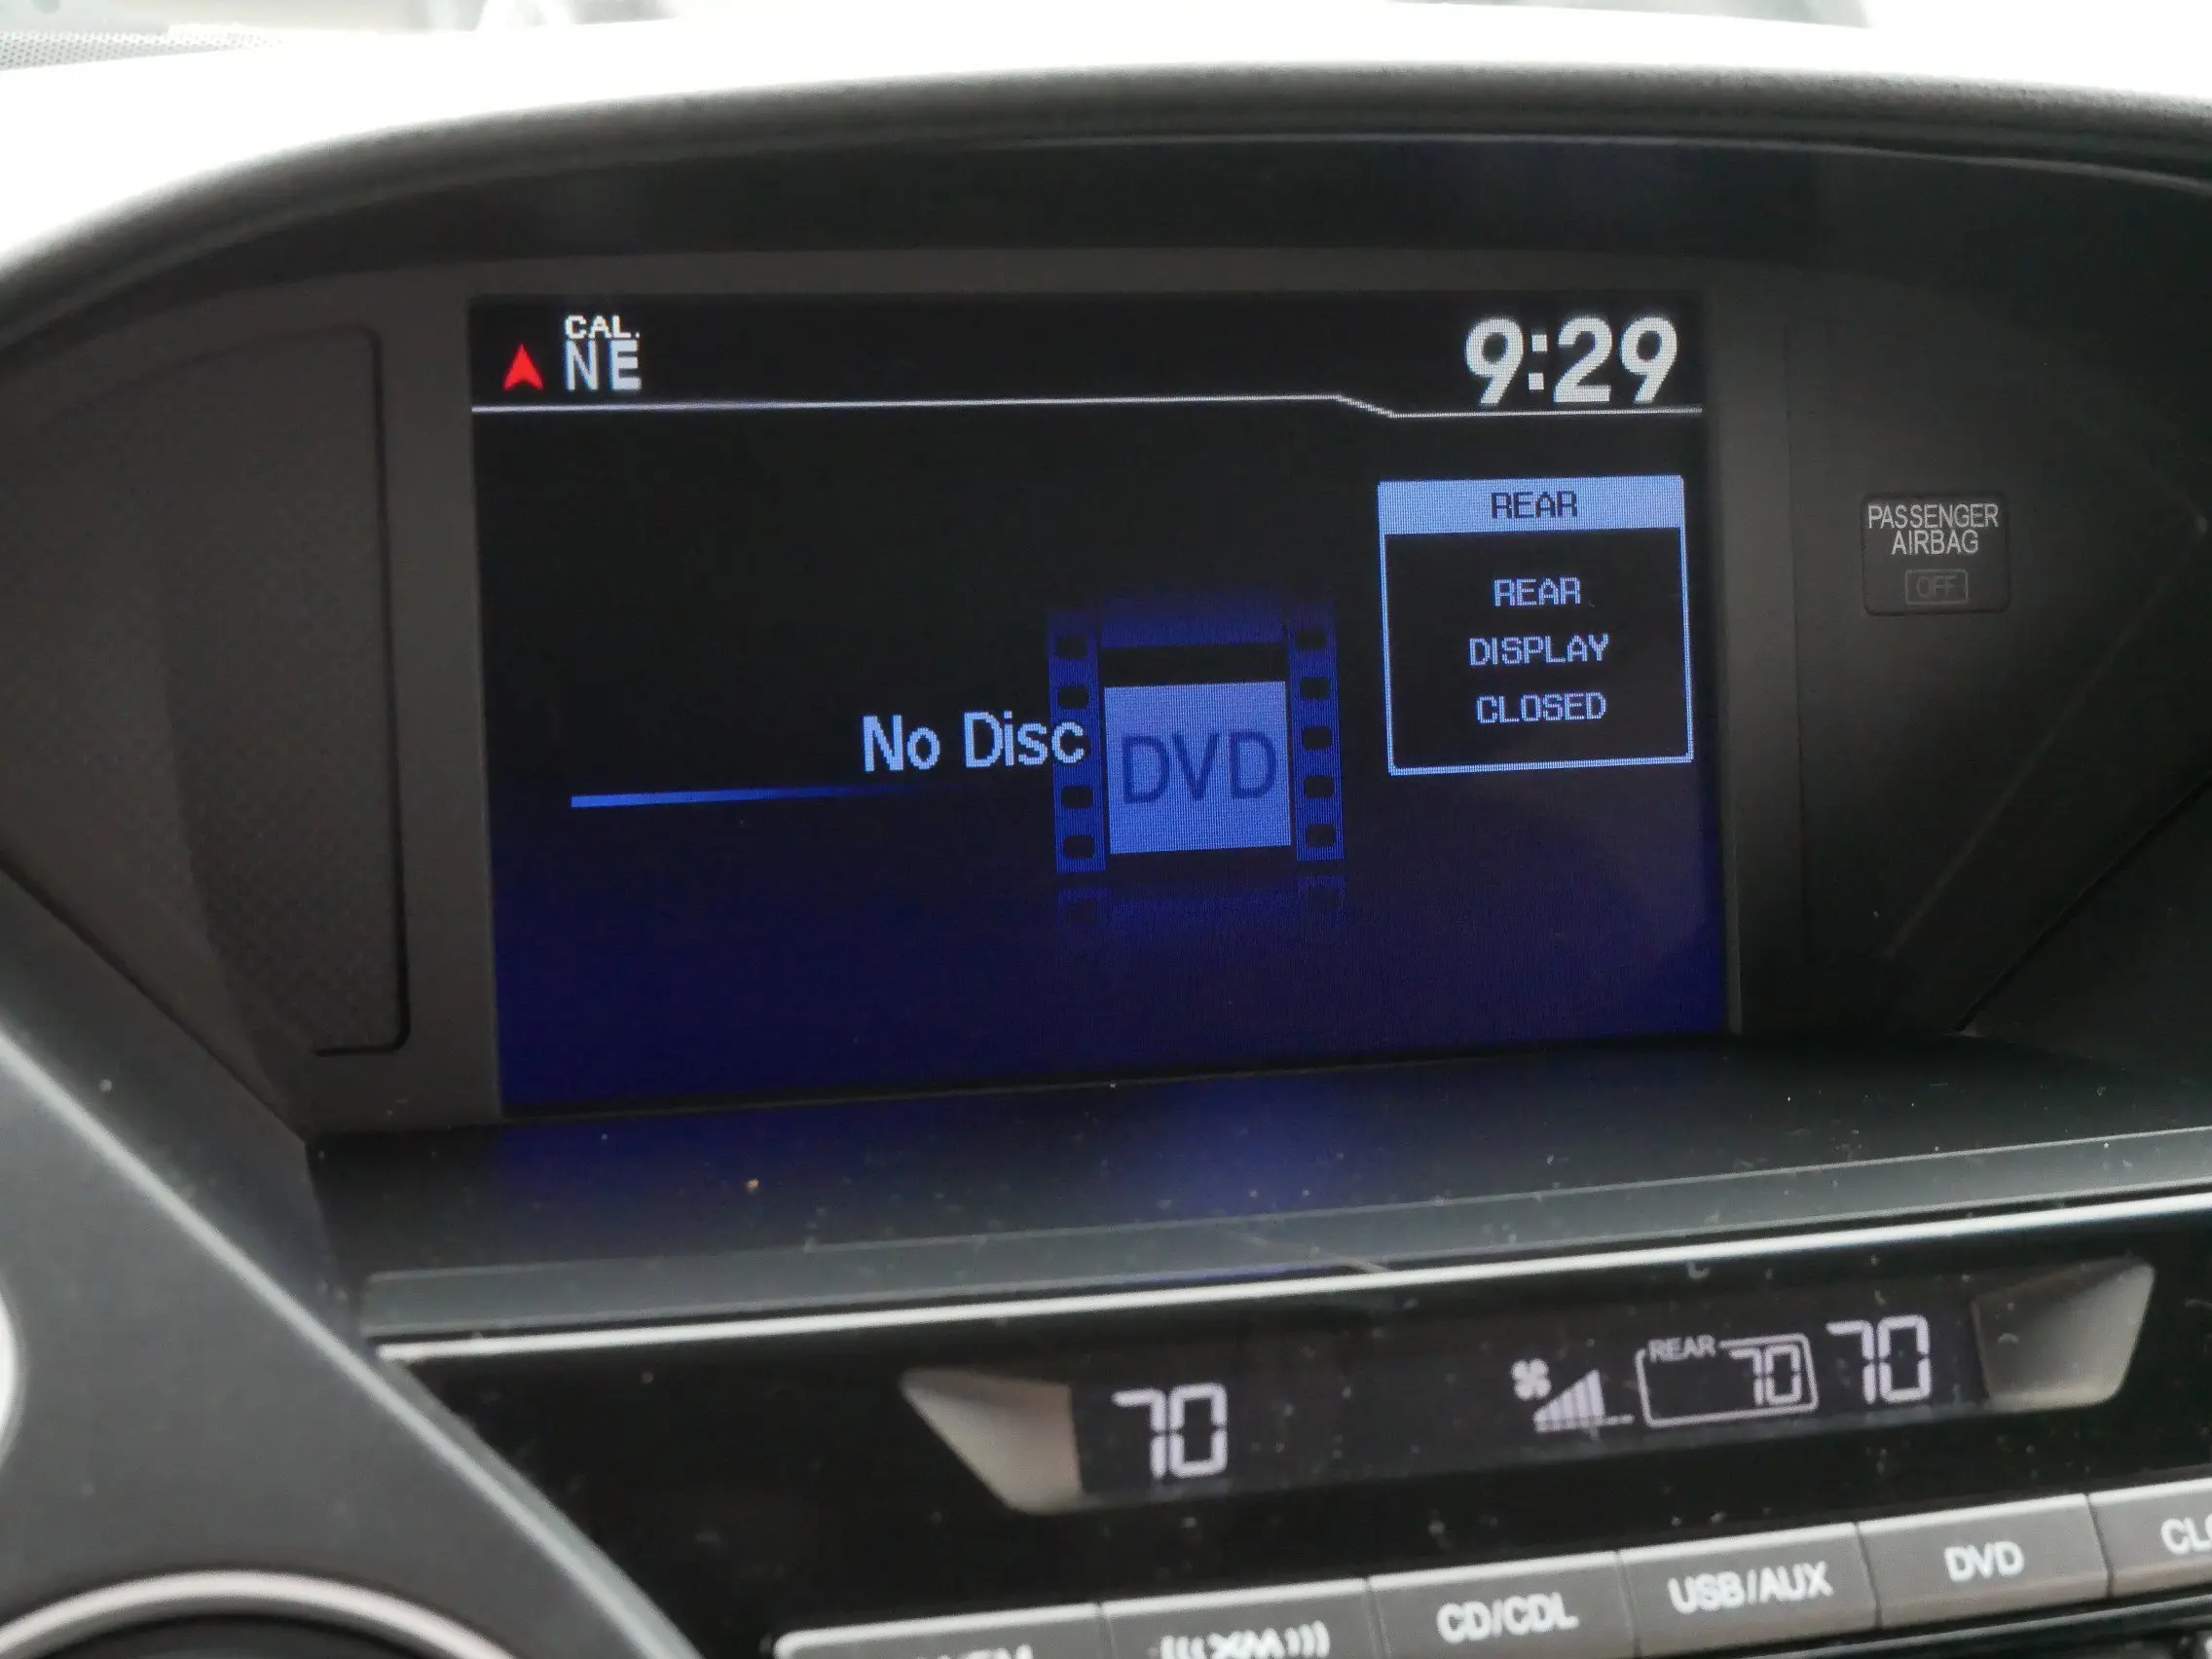 CAL.
NE
9:29
REAR
REAR
DISPLAY
CLOSED
No Disc
DVD
PASSENGER
AIRBAG
OFF
70
REAR 70
70
(((XM)))
CD/CDL
USB/AUX
DVD